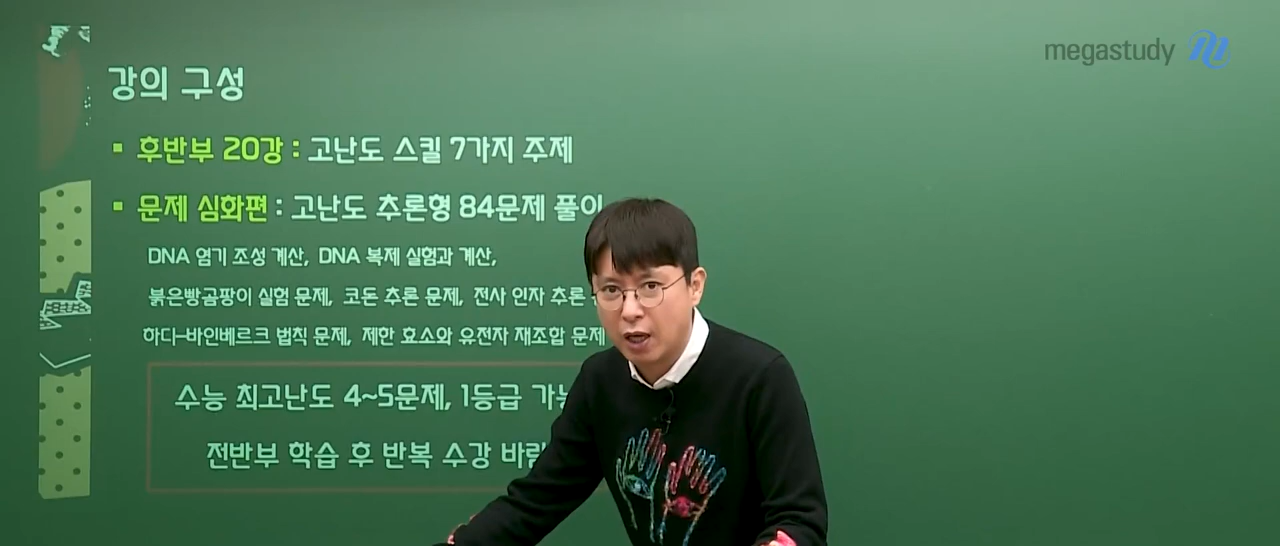 megastudy
강의 구성
후반부 20강 : 고난도 스킬 7가지 주제
문제 심화편 : 고난도 추론형 84문제 풀이
DNA 염기 조성 계산, DNA 복제 실험과 계산,
붉은빵곰팡이 실험 문제, 코돈 추론 문제, 전사 인자 추론
하디-바인베르크 법칙 문제, 제한 효소와 유전자 재조합 문제
수능 최고난도 4~5문제, 1등급
전반부 학습 후 반복 수강